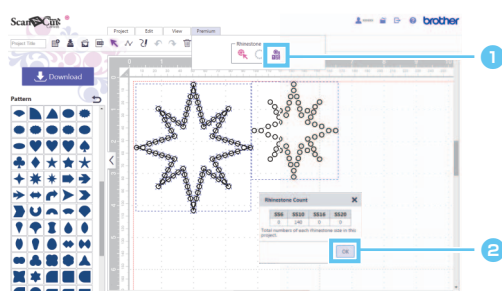 ScanNCut
brother
Project Edit View Premium
Project Title
Rhinestone
1
Download
Pattern
Rhinestone Count
SS6 SS10 SS16 SS20
0 140 0 0
Total numbers of each rhinestone size in this project.
OK
2